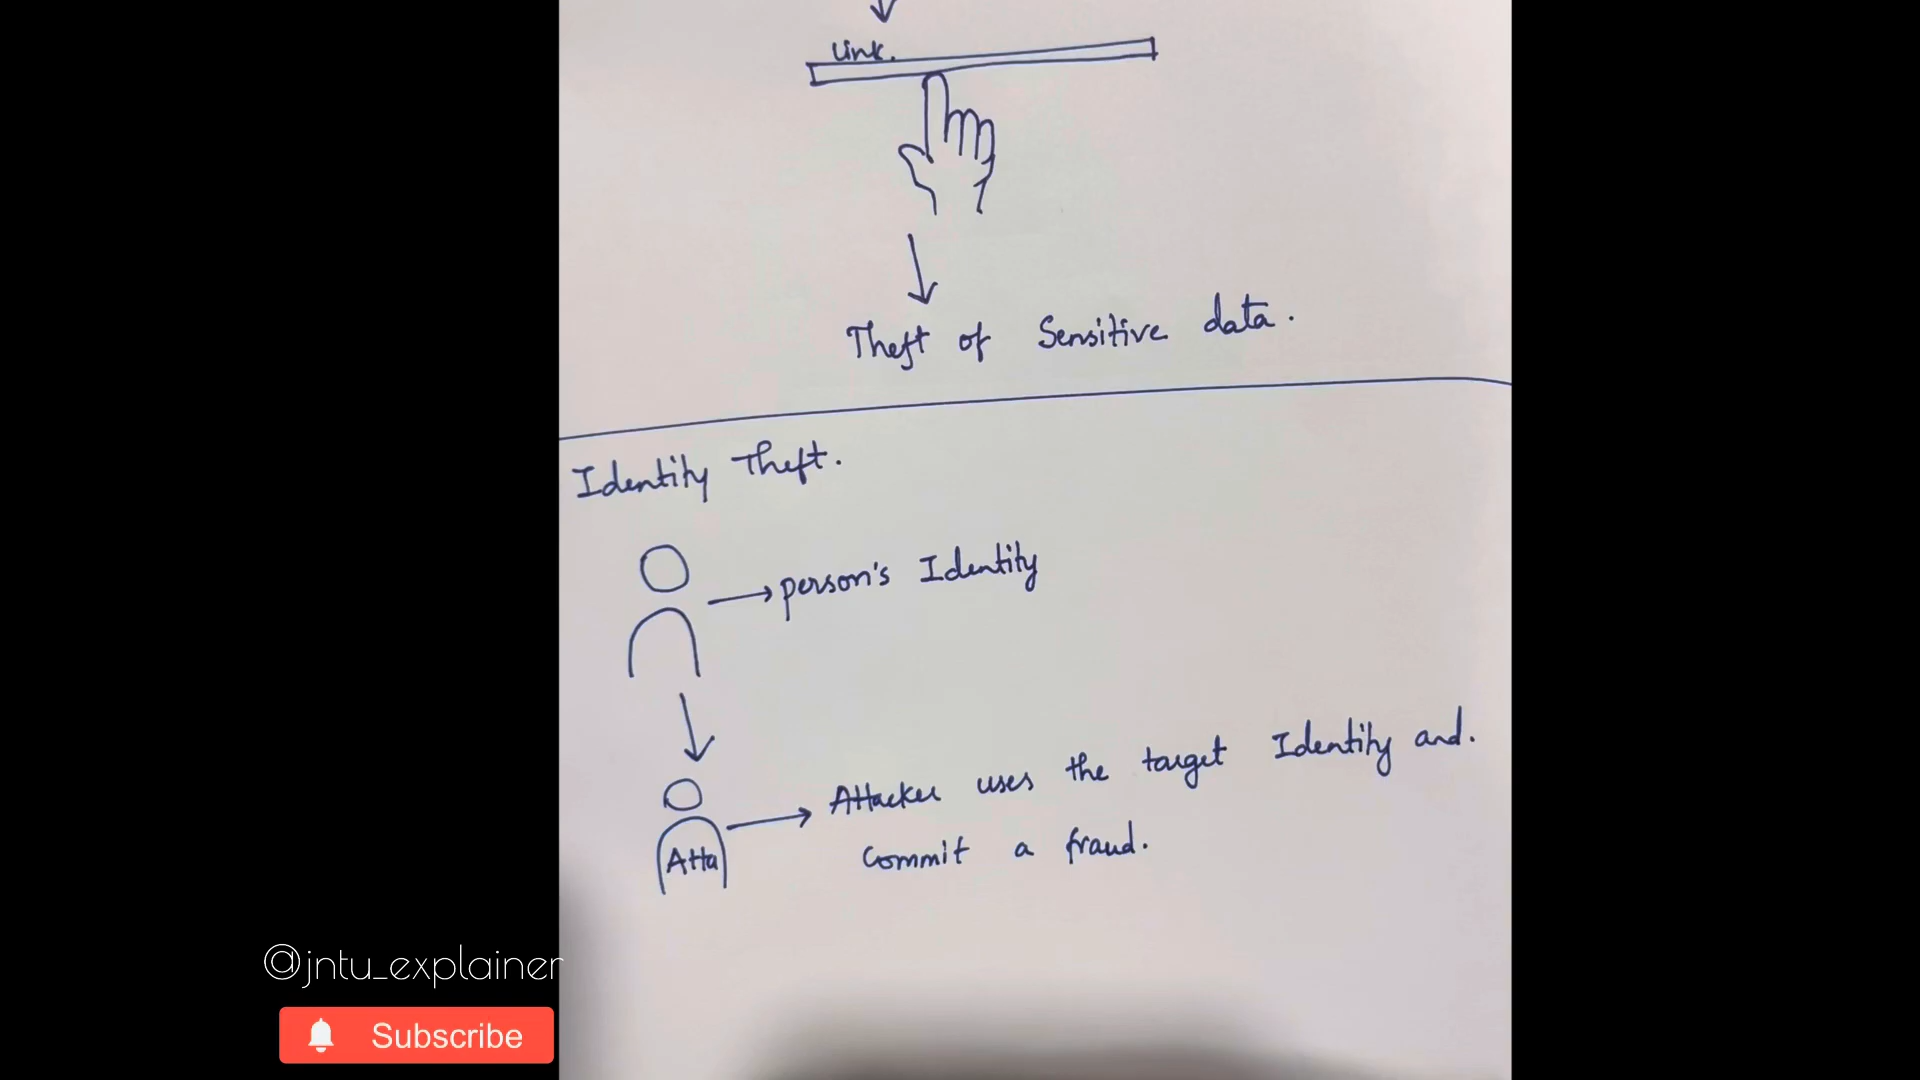 Link.
Theft of Sensitive data.
Identity Theft.
person's Identity
Attacker uses the target Identity and.
Commit a fraud.
Atta
@jntu_explainer
Subscribe